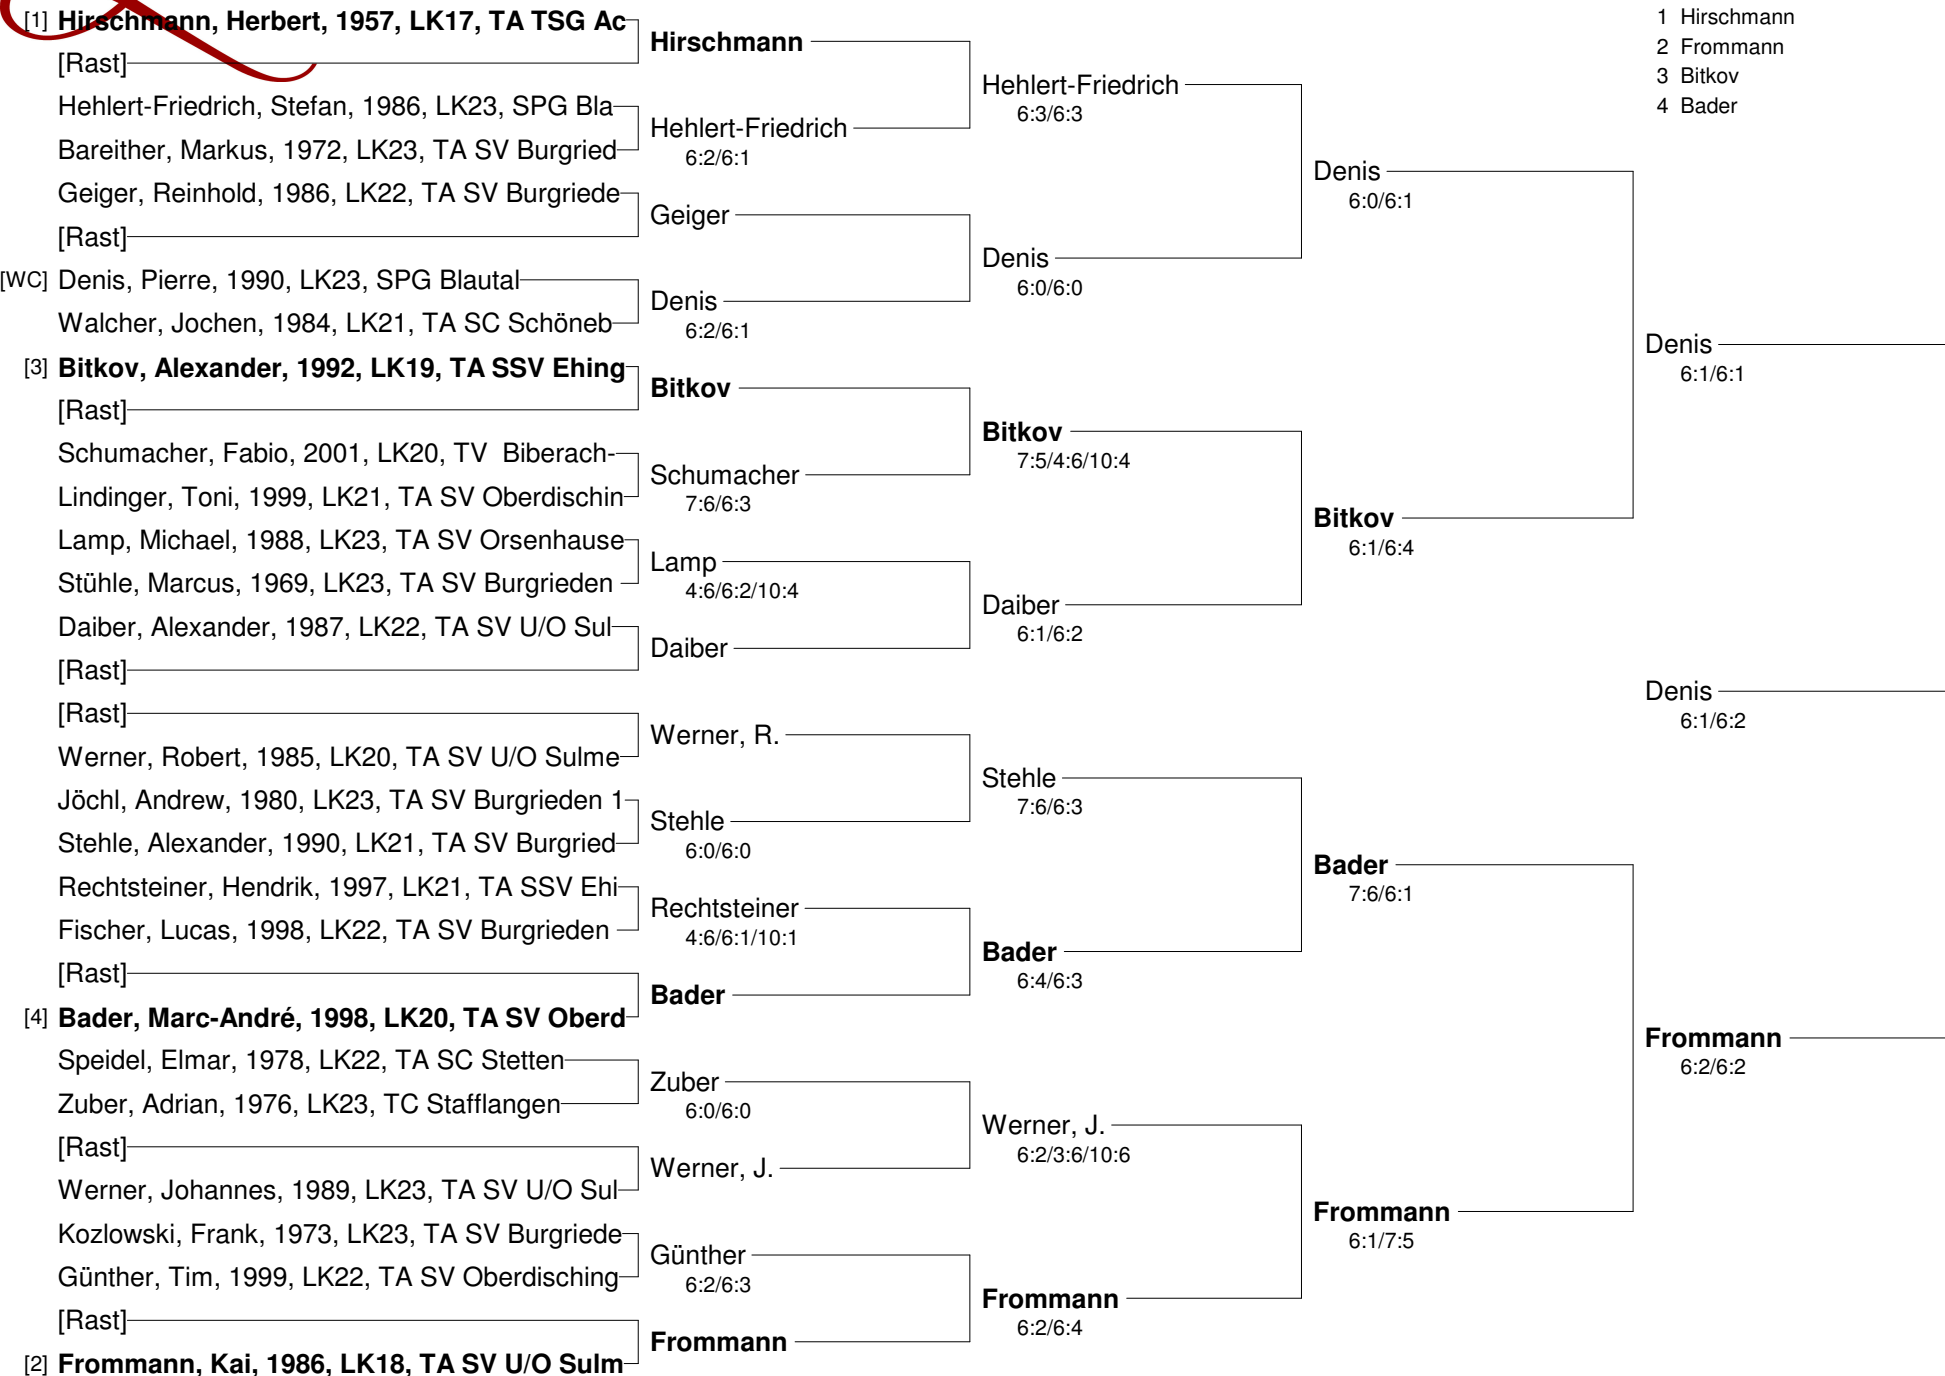 [1] Hirschmann, Herbert, 1957, LK17, TA TSG Ac
[Rast]
Hehlert-Friedrich, Stefan, 1986, LK23, SPG Bla
Bareither, Markus, 1972, LK23, TA SV Burgried
Geiger, Reinhold, 1986, LK22, TA SV Burgriede
[Rast]
[WC] Denis, Pierre, 1990, LK23, SPG Blautal
Walcher, Jochen, 1984, LK21, TA SC Schöneb
[3] Bitkov, Alexander, 1992, LK19, TA SSV Ehing
[Rast]
Schumacher, Fabio, 2001, LK20, TV Biberach-
Lindinger, Toni, 1999, LK21, TA SV Oberdischin
Lamp, Michael, 1988, LK23, TA SV Orsenhause
Stühle, Marcus, 1969, LK23, TA SV Burgrieden
Daiber, Alexander, 1987, LK22, TA SV U/O Sul
[Rast]
[Rast]
Werner, Robert, 1985, LK20, TA SV U/O Sulme
Jöchl, Andrew, 1980, LK23, TA SV Burgrieden 1
Stehle, Alexander, 1990, LK21, TA SV Burgried
Rechtsteiner, Hendrik, 1997, LK21, TA SSV Ehi
Fischer, Lucas, 1998, LK22, TA SV Burgrieden
[Rast]
[4] Bader, Marc-André, 1998, LK20, TA SV Oberd
Speidel, Elmar, 1978, LK22, TA SC Stetten
Zuber, Adrian, 1976, LK23, TC Stafflangen
[Rast]
Werner, Johannes, 1989, LK23, TA SV U/O Sul
Kozlowski, Frank, 1973, LK23, TA SV Burgriede
Günther, Tim, 1999, LK22, TA SV Oberdisching
[Rast]
[2] Frommann, Kai, 1986, LK18, TA SV U/O Sulm
Hirschmann
Hehlert-Friedrich
6:2/6:1
Geiger
Denis
6:2/6:1
Bitkov
Schumacher
7:6/6:3
Lamp
4:6/6:2/10:4
Daiber
Werner, R.
Stehle
6:0/6:0
Rechtsteiner
4:6/6:1/10:1
Bader
Zuber
6:0/6:0
Werner, J.
Günther
6:2/6:3
Frommann
Hehlert-Friedrich
6:3/6:3
Denis
6:0/6:0
Bitkov
7:5/4:6/10:4
Daiber
6:1/6:2
Stehle
7:6/6:3
Bader
6:4/6:3
Werner, J.
6:2/3:6/10:6
Frommann
6:2/6:4
Denis
6:0/6:1
Bitkov
6:1/6:4
Bader
7:6/6:1
Frommann
6:1/7:5
1 Hirschmann
2 Frommann
3 Bitkov
4 Bader
Denis
6:1/6:1
Denis
6:1/6:2
Frommann
6:2/6:2